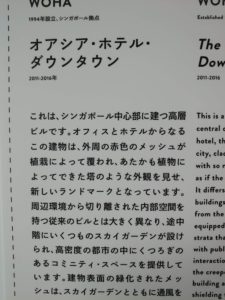 WOHA
1994年設立、シンガポール拠点
オアシア・ホテル・
ダウンタウン
2011-2016年
これは、シンガポール中心部に建つ高層
ビルです。オフィスとホテルからなる
この建物は、外周の赤色のメッシュが
植栽によって覆われ、あたかも植物に
よってできた塔のような外観を見せ、
新しいランドマークとなっています。
周辺環境から切り離された内部空間を
持つ従来のビルとは大きく異なり、途中
階にいくつものスカイガーデンが設け
られ、高密度の都市の中にくつろぎの
あるコミュニティ・スペースを提供して
います。建物表面の緑化されたメッ
シュは、スカイガーデンとともに通風を
WOHA
Established
The
Down
2011-2016
This is a
central
hotel, th
city, clad
with so
as if the
It differs
buildings
from the
equipped
strata tha
with publ
interactio
the creep
building